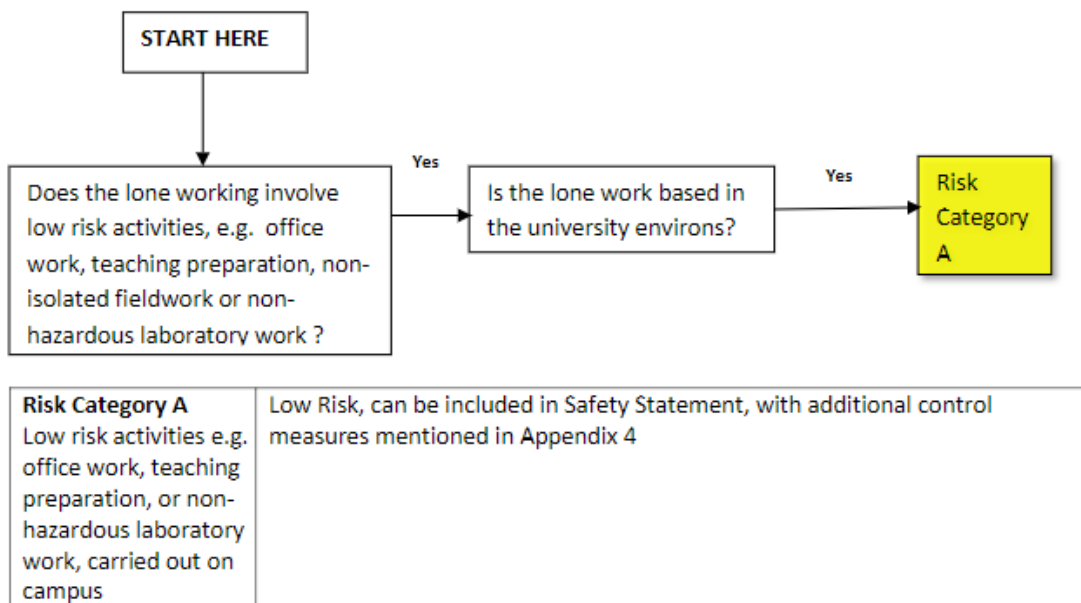 START HERE
Yes
Yes
Does the lone working involve
low risk activities, e.g. office
work, teaching preparation, non-
isolated fieldwork or non-
hazardous laboratory work ?
Is the lone work based in
the university environs?
Risk
Category
A
Risk Category A
Low risk activities e.g.
office work, teaching
preparation, or non-
hazardous laboratory
work, carried out on
campus
Low Risk, can be included in Safety Statement, with additional control
measures mentioned in Appendix 4